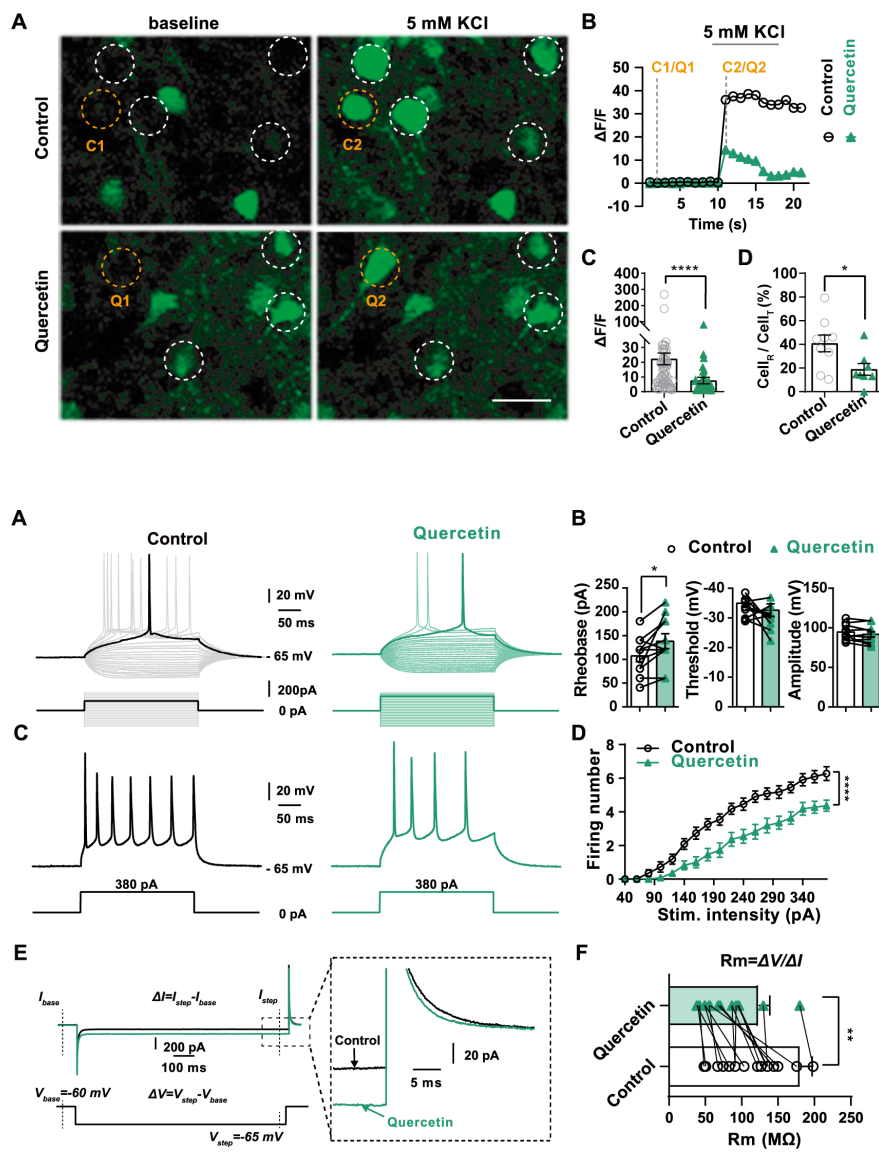 A
baseline
5 mM KCl
Control
C1
C2
Quercetin
Q1
Q2
B
5 mM KCl
C1/Q1
C2/Q2
ΔF/F
50
40
30
20
10
0
-10
5
10
15
20
Time (s)
Control
Quercetin
C
****
ΔF/F
400
300
200
100
30
20
10
0
Control
Quercetin
D
*
CellR / CellT (%)
100
80
60
40
20
0
Control
Quercetin
A
Control
Quercetin
20 mV
50 ms
- 65 mV
200pA
0 pA
B
Control
Quercetin
Rheobase (pA)
250
200
150
100
50
0
*
Threshold (mV)
-40
-30
-20
-10
0
Amplitude (mV)
150
100
50
0
C
20 mV
50 ms
- 65 mV
380 pA
380 pA
0 pA
D
Control
Quercetin
Firing number
8
6
4
2
0
****
40
90
140
190
240
290
340
Stim. intensity (pA)
E
Ibase
ΔI=Istep-Ibase
Istep
200 pA
100 ms
Vbase=-60 mV
ΔV=Vstep-Vbase
Vstep=-65 mV
Control
20 pA
5 ms
Quercetin
F
Rm=ΔV/ΔI
Quercetin
Control
**
0
50
100
150
200
250
Rm (MΩ)